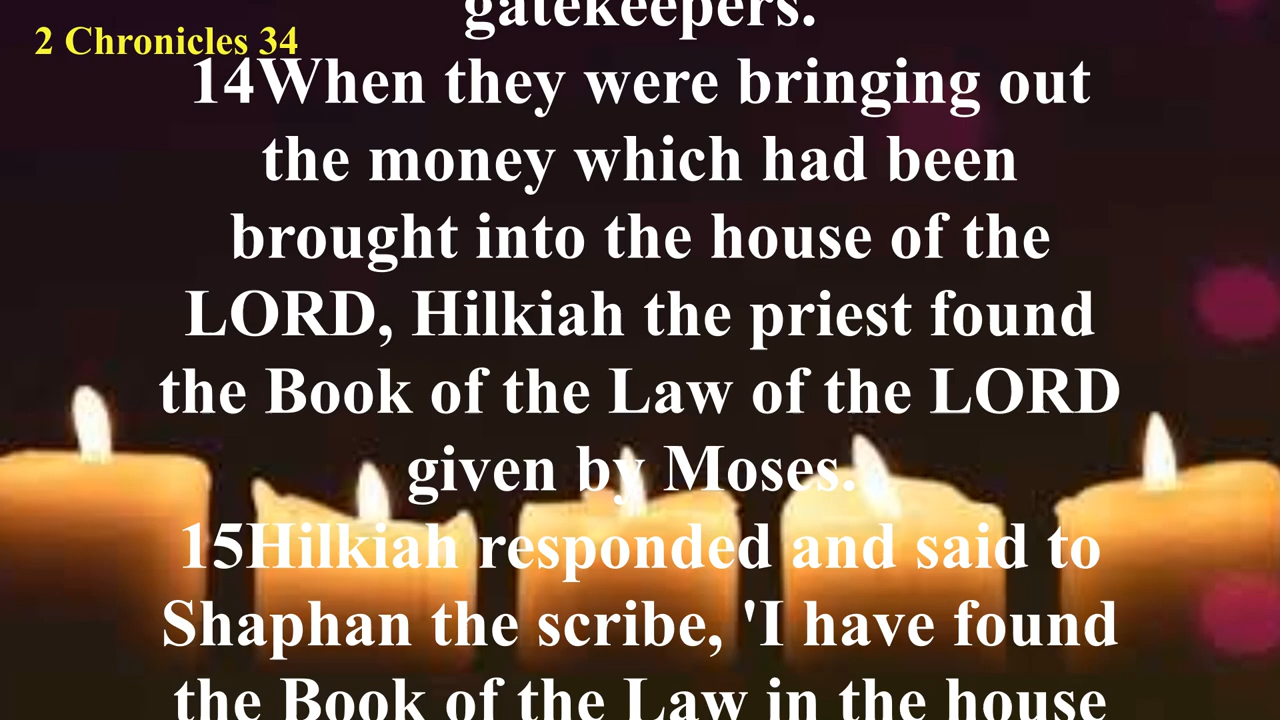 gatekeepers.
2 Chronicles 34
14When they were bringing out
the money which had been
brought into the house of the
LORD, Hilkiah the priest found
the Book of the Law of the LORD
given by Moses.
15Hilkiah responded and said to
Shaphan the scribe, 'I have found
the Book of the Law in the house